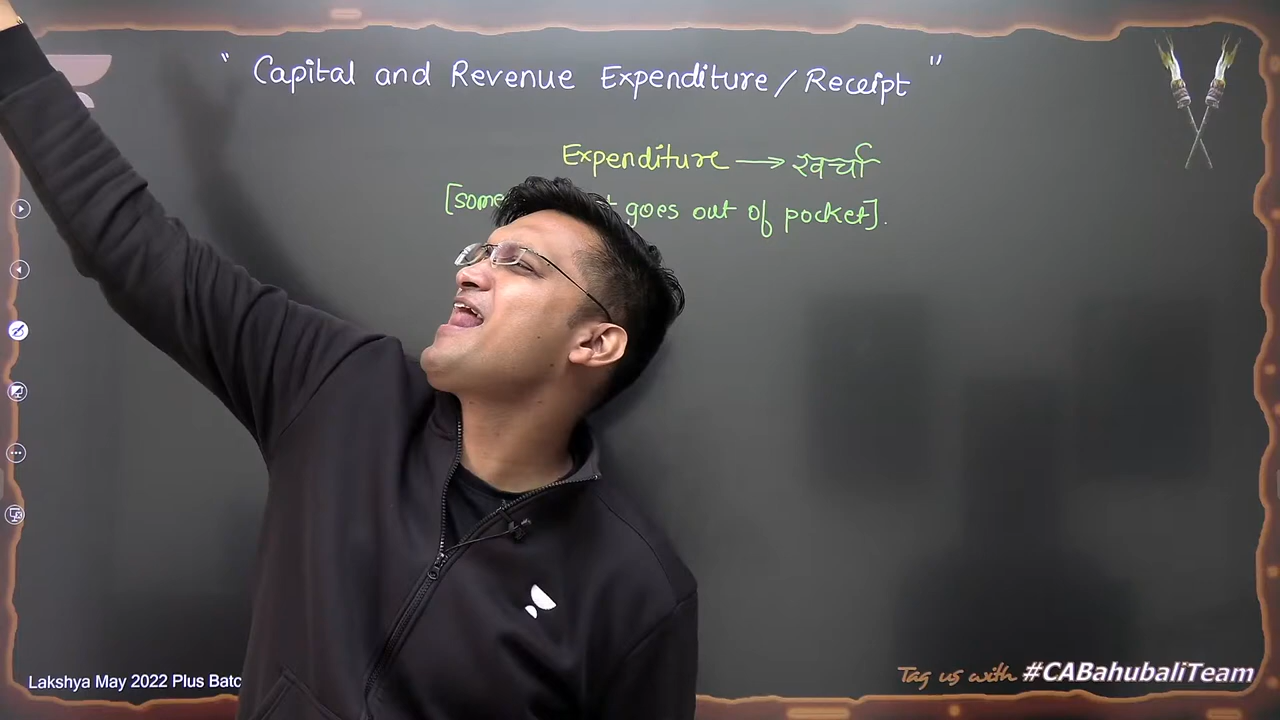 " Capital and Revenue Expenditure / Receipt "
Expenditure → खर्चा
[some goes out of pocket].
Lakshya May 2022 Plus Batc
Tag us with #CABahubaliTeam